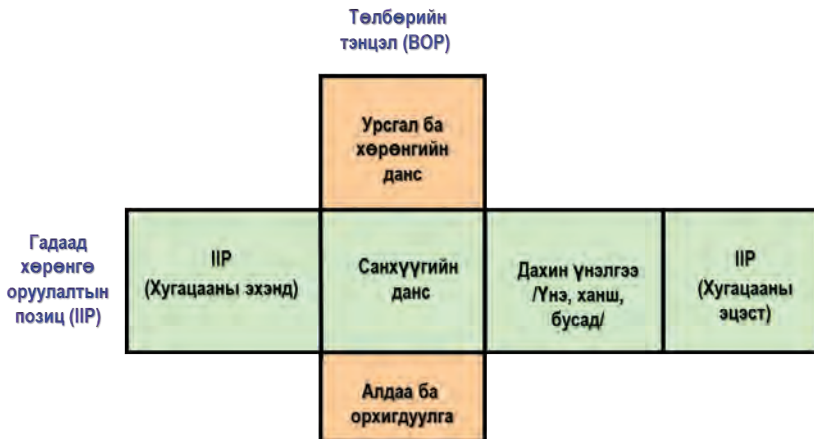 Төлбөрийн
тэнцэл (BOP)
Урсгал ба
хөрөнгийн
данс
Гадаад
хөрөнгө
оруулалтын
позиц (IIP)
IIP
(Хугацааны эхэнд)
Санхүүгийн
данс
Дахин үнэлгээ
/Үнэ, ханш,
бусад/
IIP
(Хугацааны
эцэст)
Алдаа ба
орхигдуулга